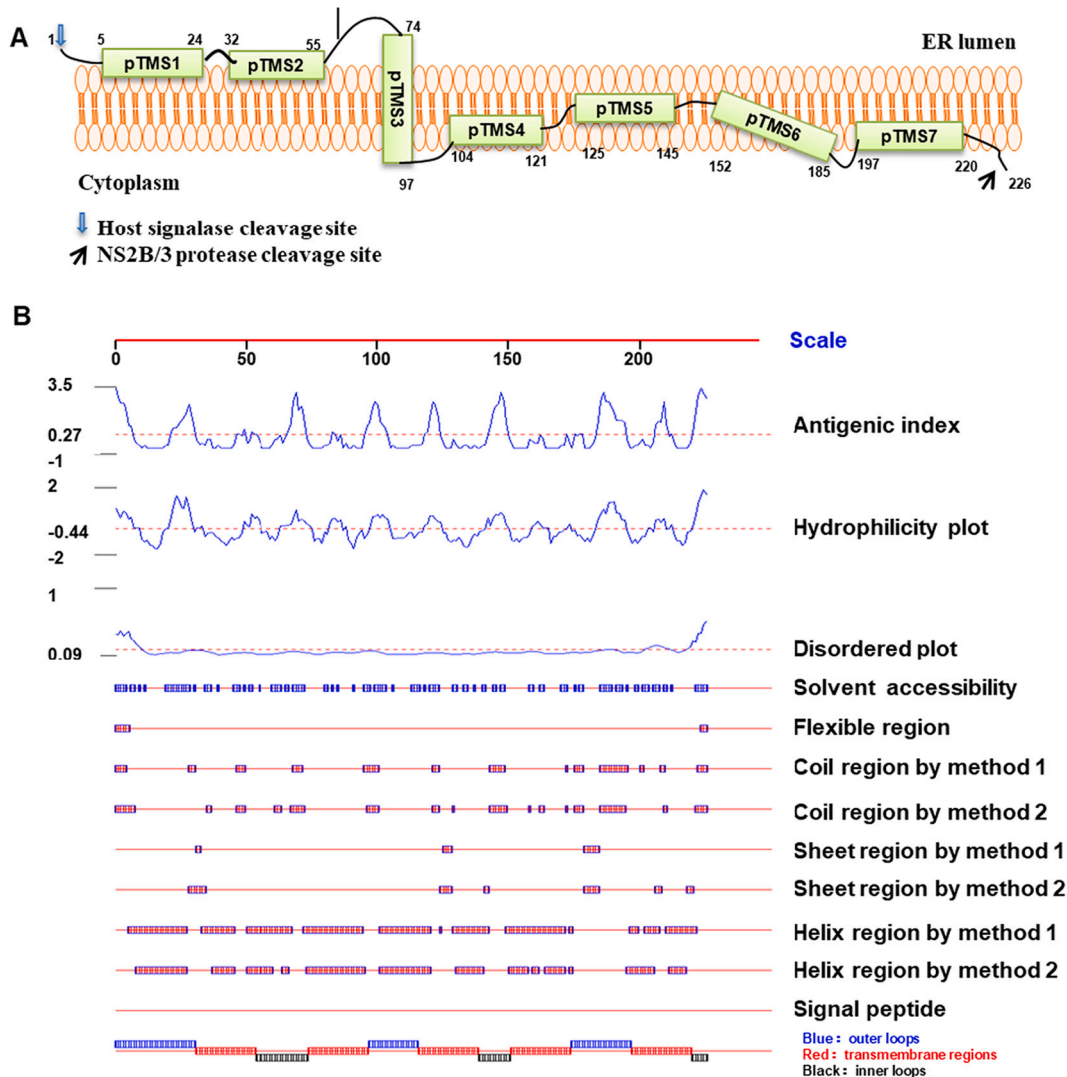 A
1
5
24
32
55
74
ER lumen
pTMS1
pTMS2
pTMS3
pTMS4
pTMS5
pTMS6
pTMS7
104
121
125
145
152
185
197
220
226
97
Cytoplasm
Host signalase cleavage site
NS2B/3 protease cleavage site
B
Scale
0
50
100
150
200
3.5
0.27
-1
Antigenic index
2
-0.44
-2
Hydrophilicity plot
1
0.09
Disordered plot
Solvent accessibility
Flexible region
Coil region by method 1
Coil region by method 2
Sheet region by method 1
Sheet region by method 2
Helix region by method 1
Helix region by method 2
Signal peptide
Blue: outer loops
Red: transmembrane regions
Black: inner loops